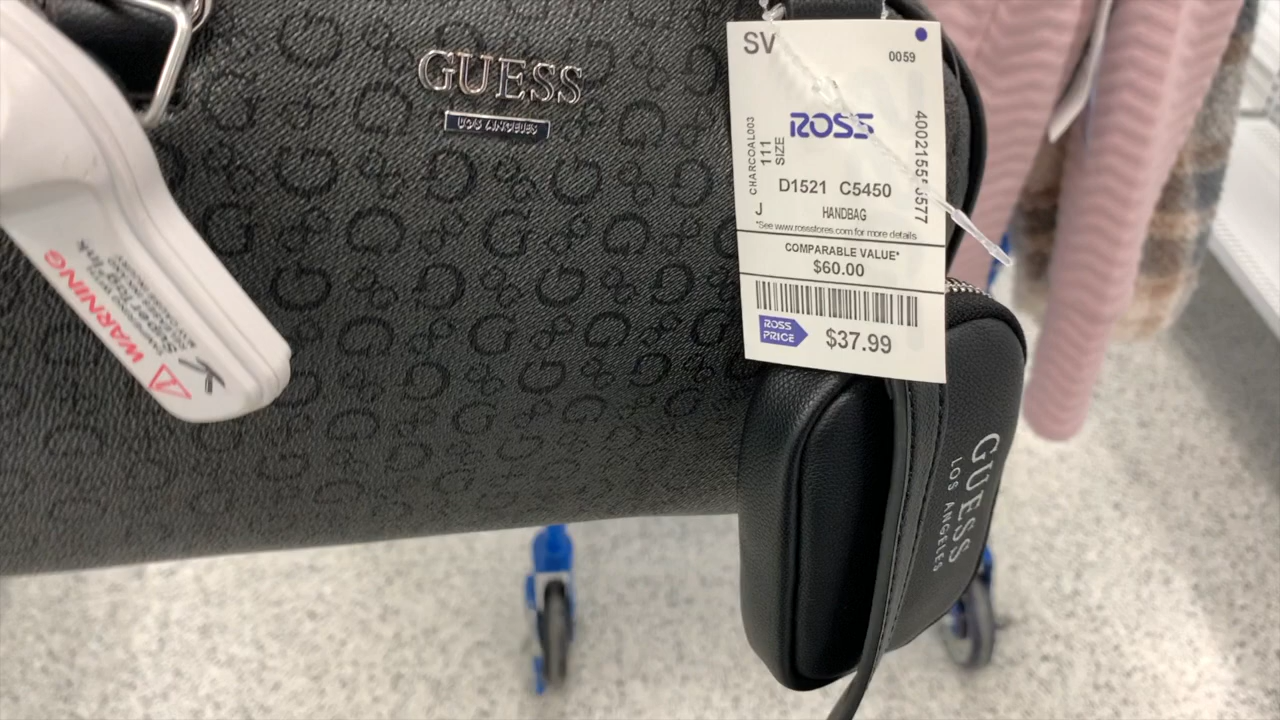 GUESS
LOS ANGELES
SV
0059
ROSS
CHARCOAL003
111
SIZE
J
D1521 C5450
HANDBAG
*See www.rossstores.com for more details
COMPARABLE VALUE*
$60.00
ROSS
PRICE
$37.99
WARNING
GUESS
LOS ANGELES